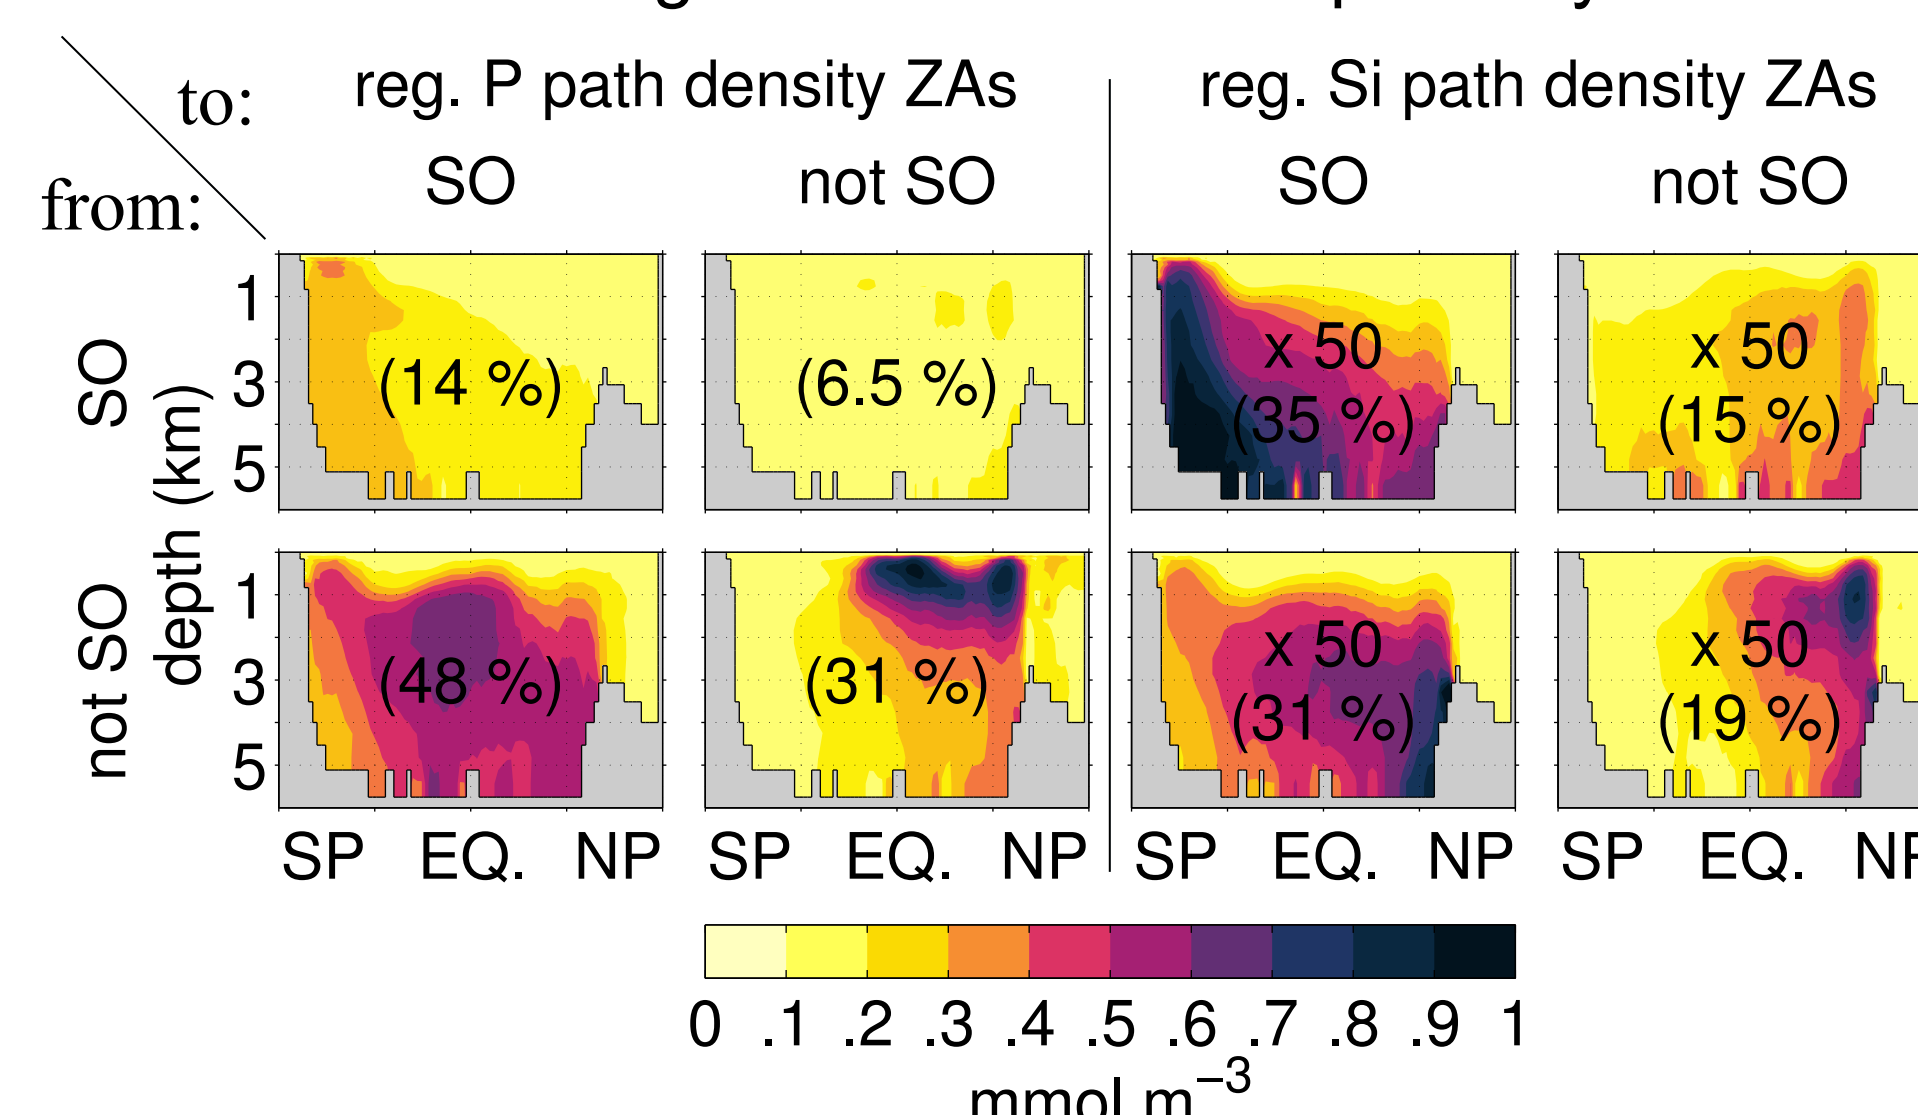 to:
reg. P path density ZAs
reg. Si path density ZAs
from:
SO
not SO
SO
not SO
SO
depth (km)
1
3
5
(14 %)
(6.5 %)
x 50
(35 %)
x 50
(15 %)
not SO
1
3
5
(48 %)
(31 %)
x 50
(31 %)
x 50
(19 %)
SP EQ. NP
SP EQ. NP
SP EQ. NP
SP EQ.
0 .1 .2 .3 .4 .5 .6 .7 .8 .9 1
mmol m⁻³